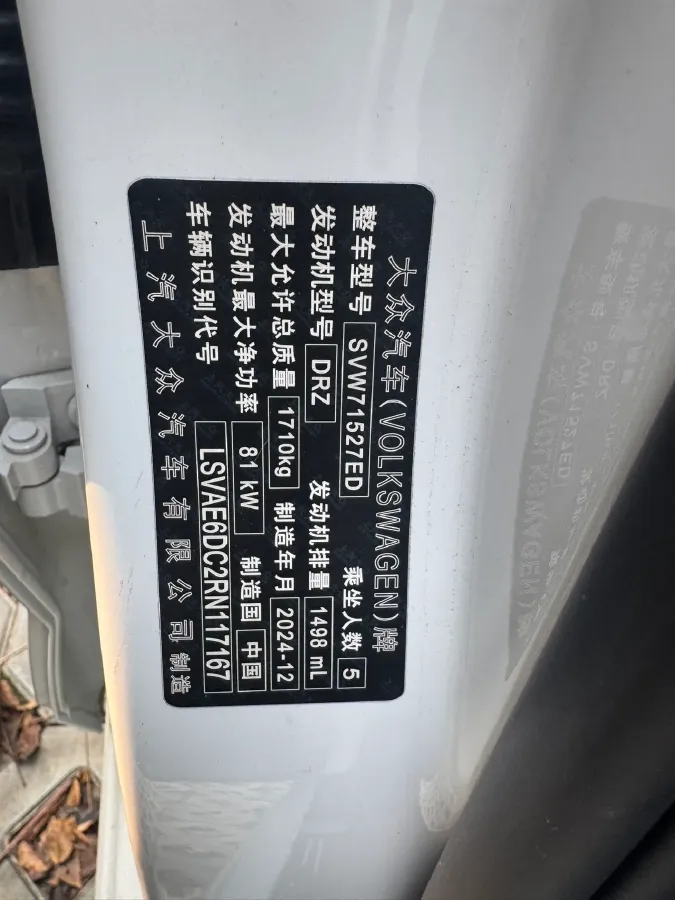 大众汽车(VOLKSWAGEN)牌
整车型号 SVW71527ED 乘坐人数 5
发动机型号 DRZ 发动机排量 1498 mL
最大允许总质量 1710kg 制造年月 2024-12
发动机最大净功率 81 kW 制造国 中国
车辆识别代号 LSVAE6DC2RN117167
上汽大众汽车有限公司制造